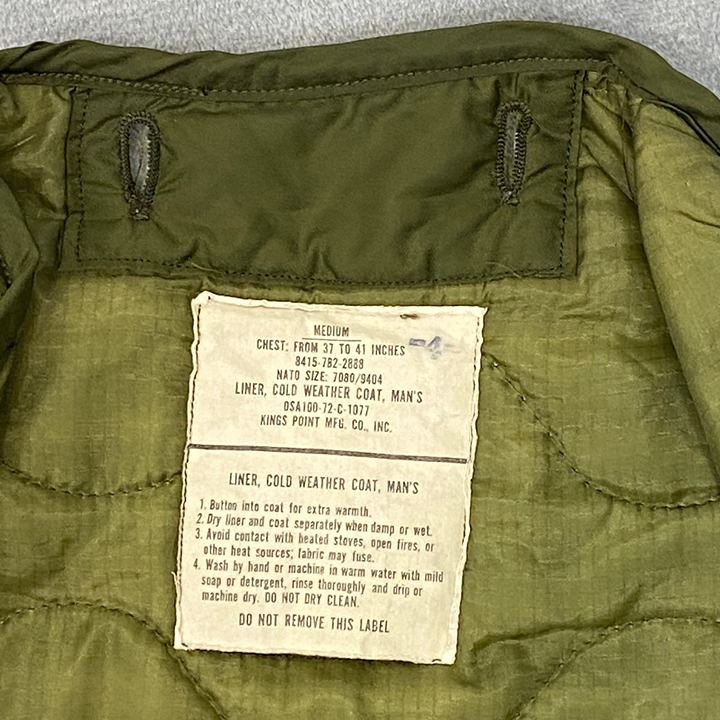 MEDIUM
CHEST: FROM 37 TO 41 INCHES -4-
8415-782-2888
NATO SIZE: 7080/9404
LINER, COLD WEATHER COAT, MAN'S
DSA100-72-C-1077
KINGS POINT MFG. CO., INC.
LINER, COLD WEATHER COAT, MAN'S
1. Button into coat for extra warmth.
2. Dry liner and coat separately when damp or wet.
3. Avoid contact with heated stoves, open fires, or
other heat sources; fabric may fuse.
4. Wash by hand or machine in warm water with mild
soap or detergent, rinse thoroughly and drip or
machine dry. DO NOT DRY CLEAN.
DO NOT REMOVE THIS LABEL